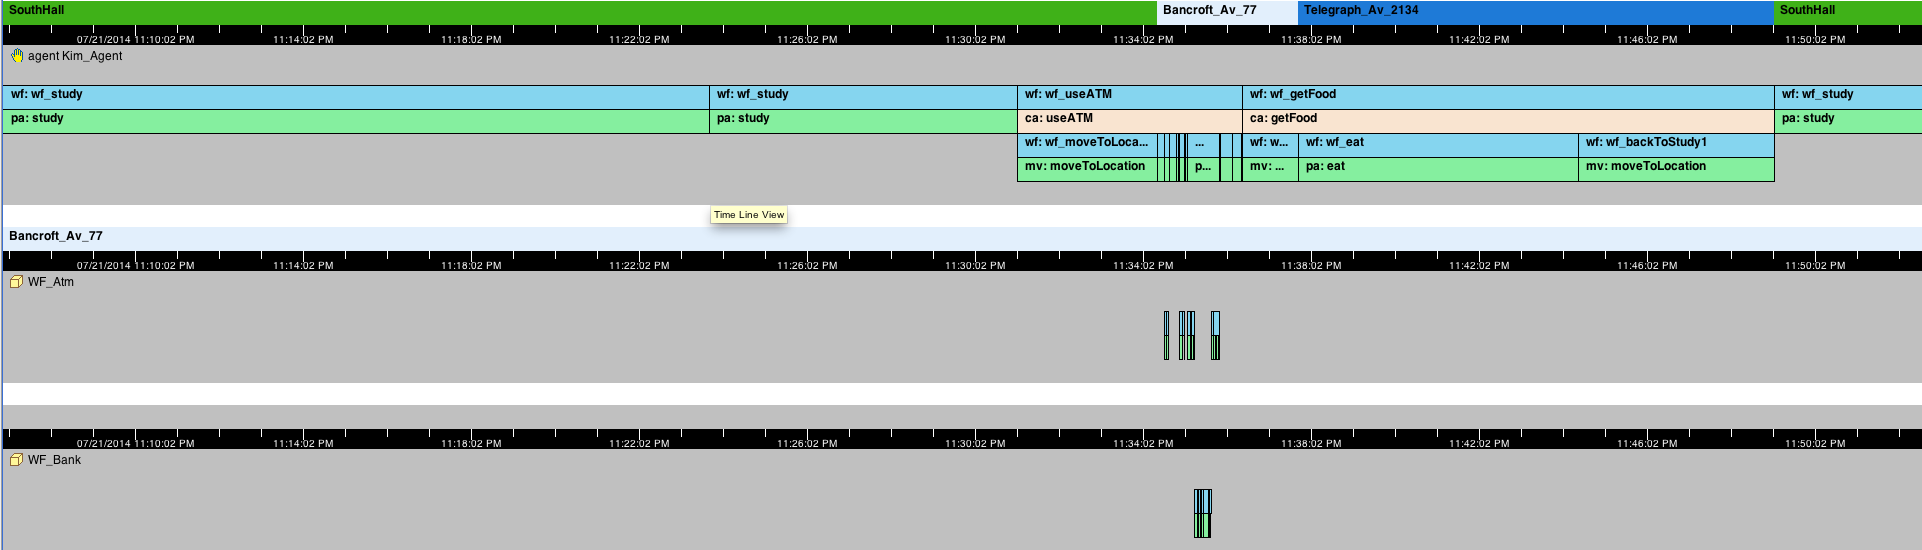 SouthHall Bancroft_Av_77 Telegraph_Av_2134 SouthHall
07/21/2014 11:10:02 PM 11:14:02 PM 11:18:02 PM 11:22:02 PM 11:26:02 PM 11:30:02 PM 11:34:02 PM 11:38:02 PM 11:42:02 PM 11:46:02 PM 11:50:02 PM
agent Kim_Agent
wf: wf_study wf: wf_study wf: wf_useATM wf: wf_getFood wf: wf_study
pa: study pa: study ca: useATM ca: getFood pa: study
wf: wf_moveToLoca... ... wf: w... wf: wf_eat wf: wf_backToStudy1
mv: moveToLocation p... mv: ... pa: eat mv: moveToLocation
Time Line View
Bancroft_Av_77
07/21/2014 11:10:02 PM 11:14:02 PM 11:18:02 PM 11:22:02 PM 11:26:02 PM 11:30:02 PM 11:34:02 PM 11:38:02 PM 11:42:02 PM 11:46:02 PM 11:50:02 PM
WF_Atm
07/21/2014 11:10:02 PM 11:14:02 PM 11:18:02 PM 11:22:02 PM 11:26:02 PM 11:30:02 PM 11:34:02 PM 11:38:02 PM 11:42:02 PM 11:46:02 PM 11:50:02 PM
WF_Bank